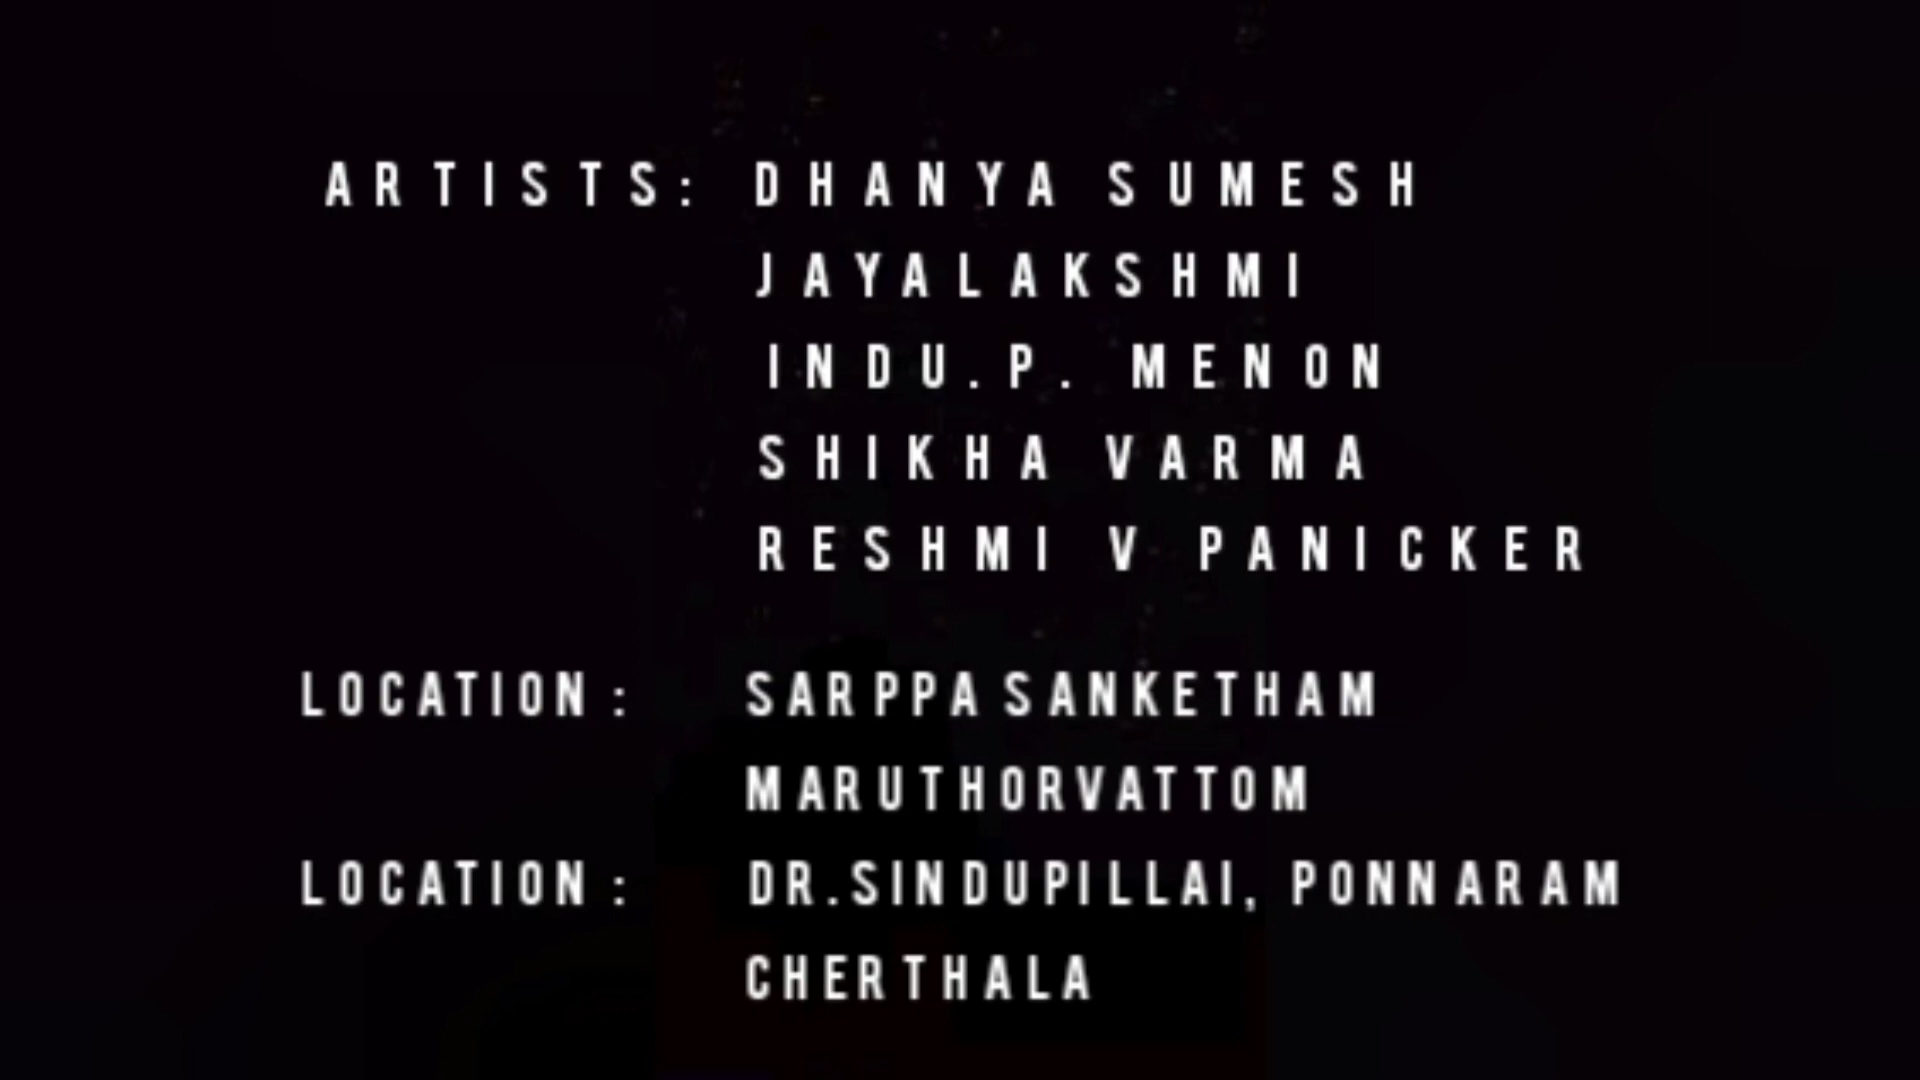 ARTISTS: DHANYA SUMESH
JAYALAKSHMI
INDU.P. MENON
SHIKHA VARMA
RESHMI V PANICKER
LOCATION : SARPPA SANKETHAM
MARUTHORVATTOM
LOCATION : DR.SINDUPILLAI, PONNARAM
CHERTHALA